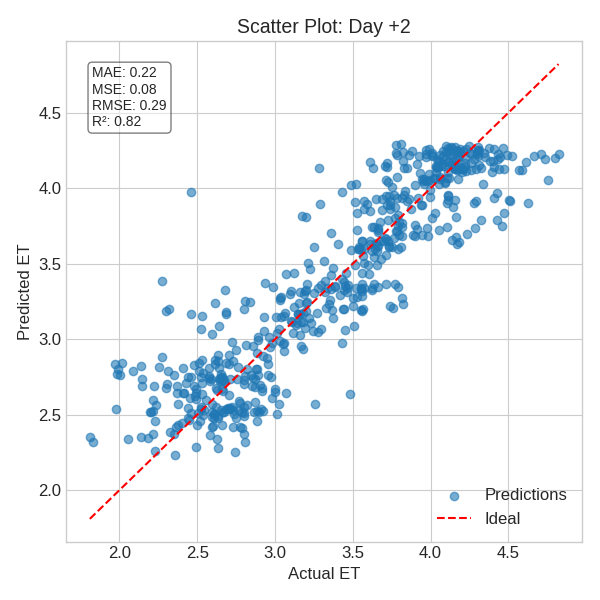 Scatter Plot: Day +2
MAE: 0.22
MSE: 0.08
RMSE: 0.29
R²: 0.82
4.5
4.0
3.5
3.0
2.5
2.0
Predicted ET
Predictions
Ideal
2.0 2.5 3.0 3.5 4.0 4.5
Actual ET